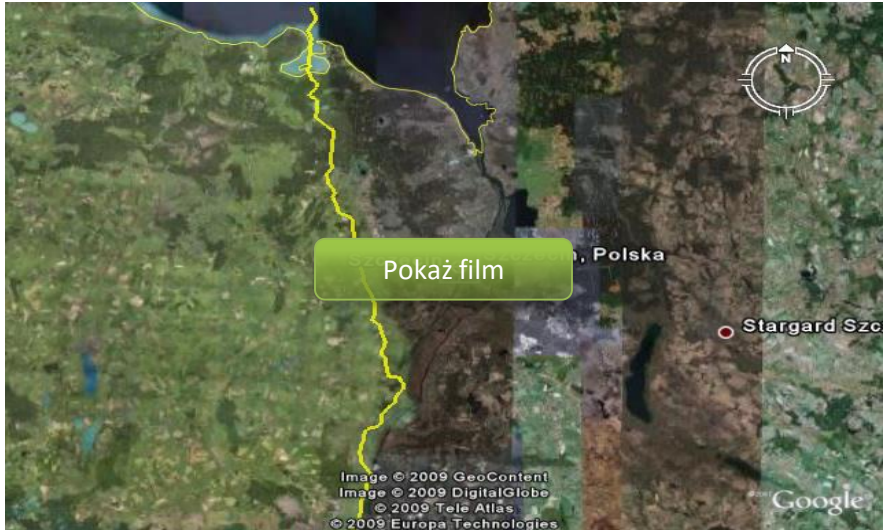 N
, Polska
Pokaż film
Stargard Szc
Image © 2009 GeoContent
Image © 2009 DigitalGlobe
© 2009 Tele Atlas
© 2009 Europa Technologies
Google